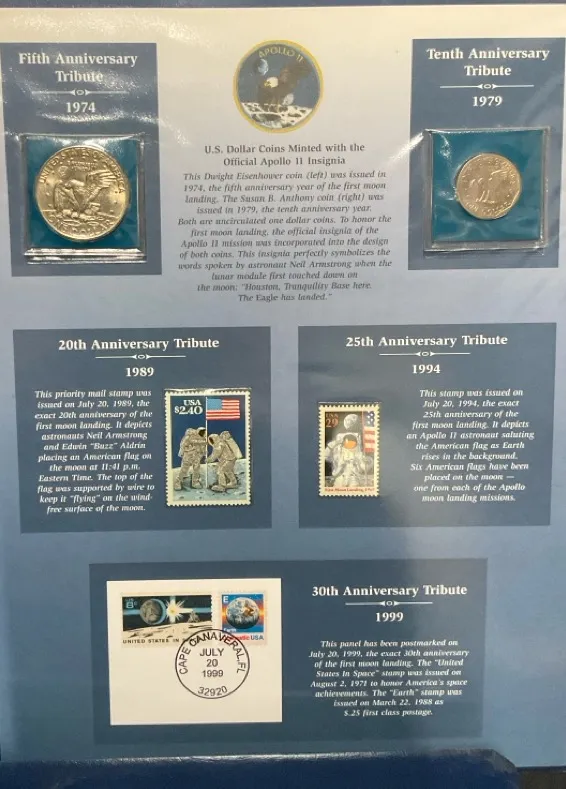 Fifth Anniversary
Tribute
1974
APOLLO 11
Tenth Anniversary
Tribute
1979
U.S. Dollar Coins Minted with the
Official Apollo 11 Insignia
This Dwight Eisenhower coin (left) was issued in
1974, the fifth anniversary year of the first moon
landing. The Susan B. Anthony coin (right) was
issued in 1979, the tenth anniversary year.
Both are uncirculated one dollar coins. To honor the
first moon landing, the official insignia of the
Apollo 11 mission was incorporated into the design
of both coins. This insignia perfectly symbolizes the
words spoken by astronaut Neil Armstrong when the
lunar module first touched down on
the moon. "Houston, Tranquility Base here.
The Eagle has landed."
UNITED STATES
20th Anniversary Tribute
1989
This priority mail stamp was
issued on July 20, 1989, the
exact 20th anniversary of the
first moon landing. It depicts
astronauts Neil Armstrong
and Edwin "Buzz" Aldrin
placing an American flag on
the moon at 11:41 p.m.
Eastern Time. The top of the
flag was supported by wire to
keep it "flying" on the wind-
free surface of the moon.
USA
$2.40
25th Anniversary Tribute
1994
USA
29
First Moon Landing, 1969
This stamp was issued on
July 20, 1994, the exact
25th anniversary of the
first moon landing. It depicts
an Apollo 11 astronaut saluting
the American flag as Earth
rises in the background.
Six American flags have been
placed on the moon —
one from each of the Apollo
moon landing missions.
8c
UNITED STATES IN
E
Earth
Domestic USA
CAPE CANAVERAL, FL
JULY
20
1999
32920
30th Anniversary Tribute
1999
This panel has been postmarked on
July 20, 1999, the exact 30th anniversary
of the first moon landing. The "United
States In Space" stamp was issued on
August 2, 1971 to honor America's space
achievements. The "Earth" stamp was
issued on March 22, 1988 as
$.25 first class postage.